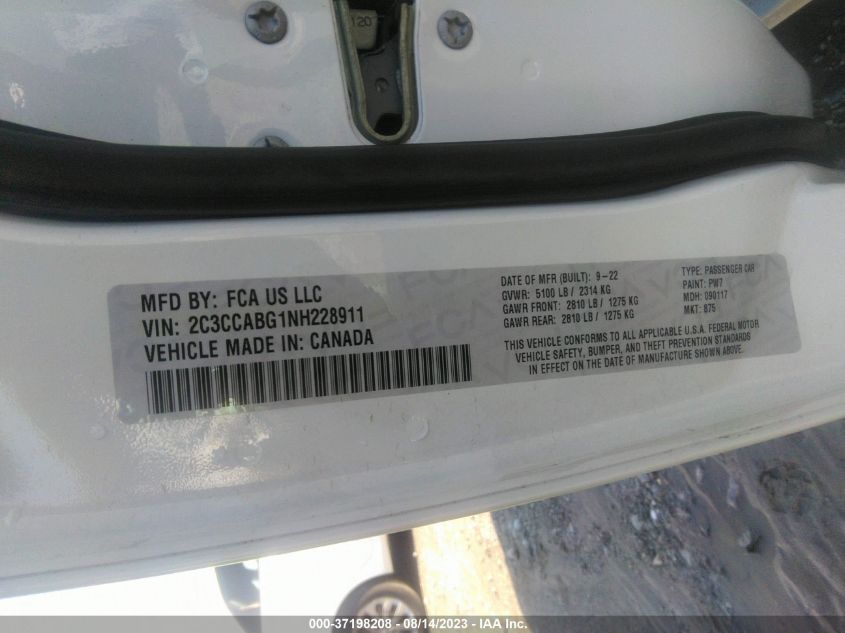 120
MFD BY: FCA US LLC
VIN: 2C3CCABG1NH228911
VEHICLE MADE IN: CANADA
DATE OF MFR (BUILT): 9-22
GVWR: 5100 LB / 2314 KG
GAWR FRONT: 2810 LB / 1275 KG
GAWR REAR: 2810 LB / 1275 KG
TYPE: PASSENGER CAR
PAINT: PW7
MDH: 090117
MKT: 875
THIS VEHICLE CONFORMS TO ALL APPLICABLE U.S.A. FEDERAL MOTOR
VEHICLE SAFETY, BUMPER, AND THEFT PREVENTION STANDARDS
IN EFFECT ON THE DATE OF MANUFACTURE SHOWN ABOVE.
000-37198208 - 08/14/2023 - IAA Inc.